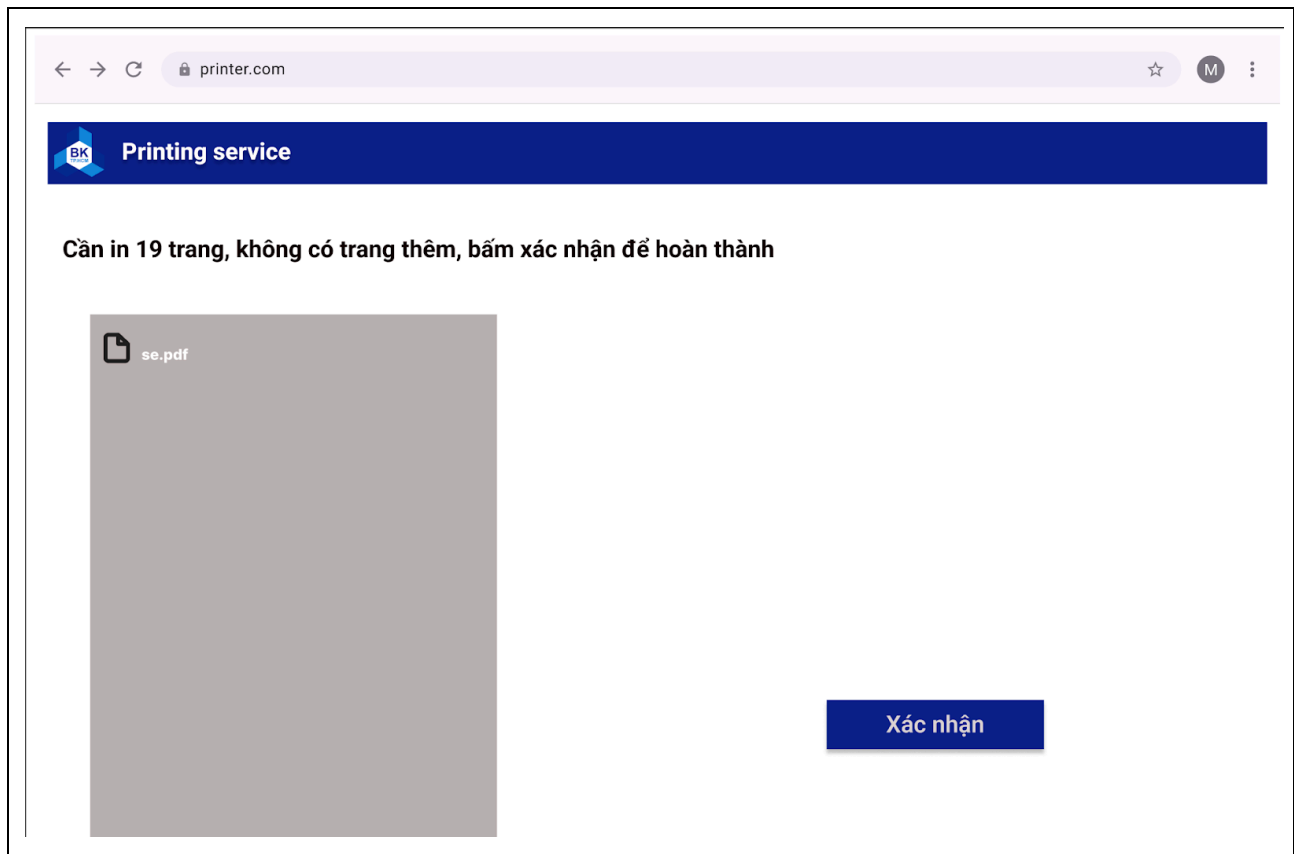 printer.com
M
BK
TP.HCM
Printing service
Cần in 19 trang, không có trang thêm, bấm xác nhận để hoàn thành
se.pdf
Xác nhận